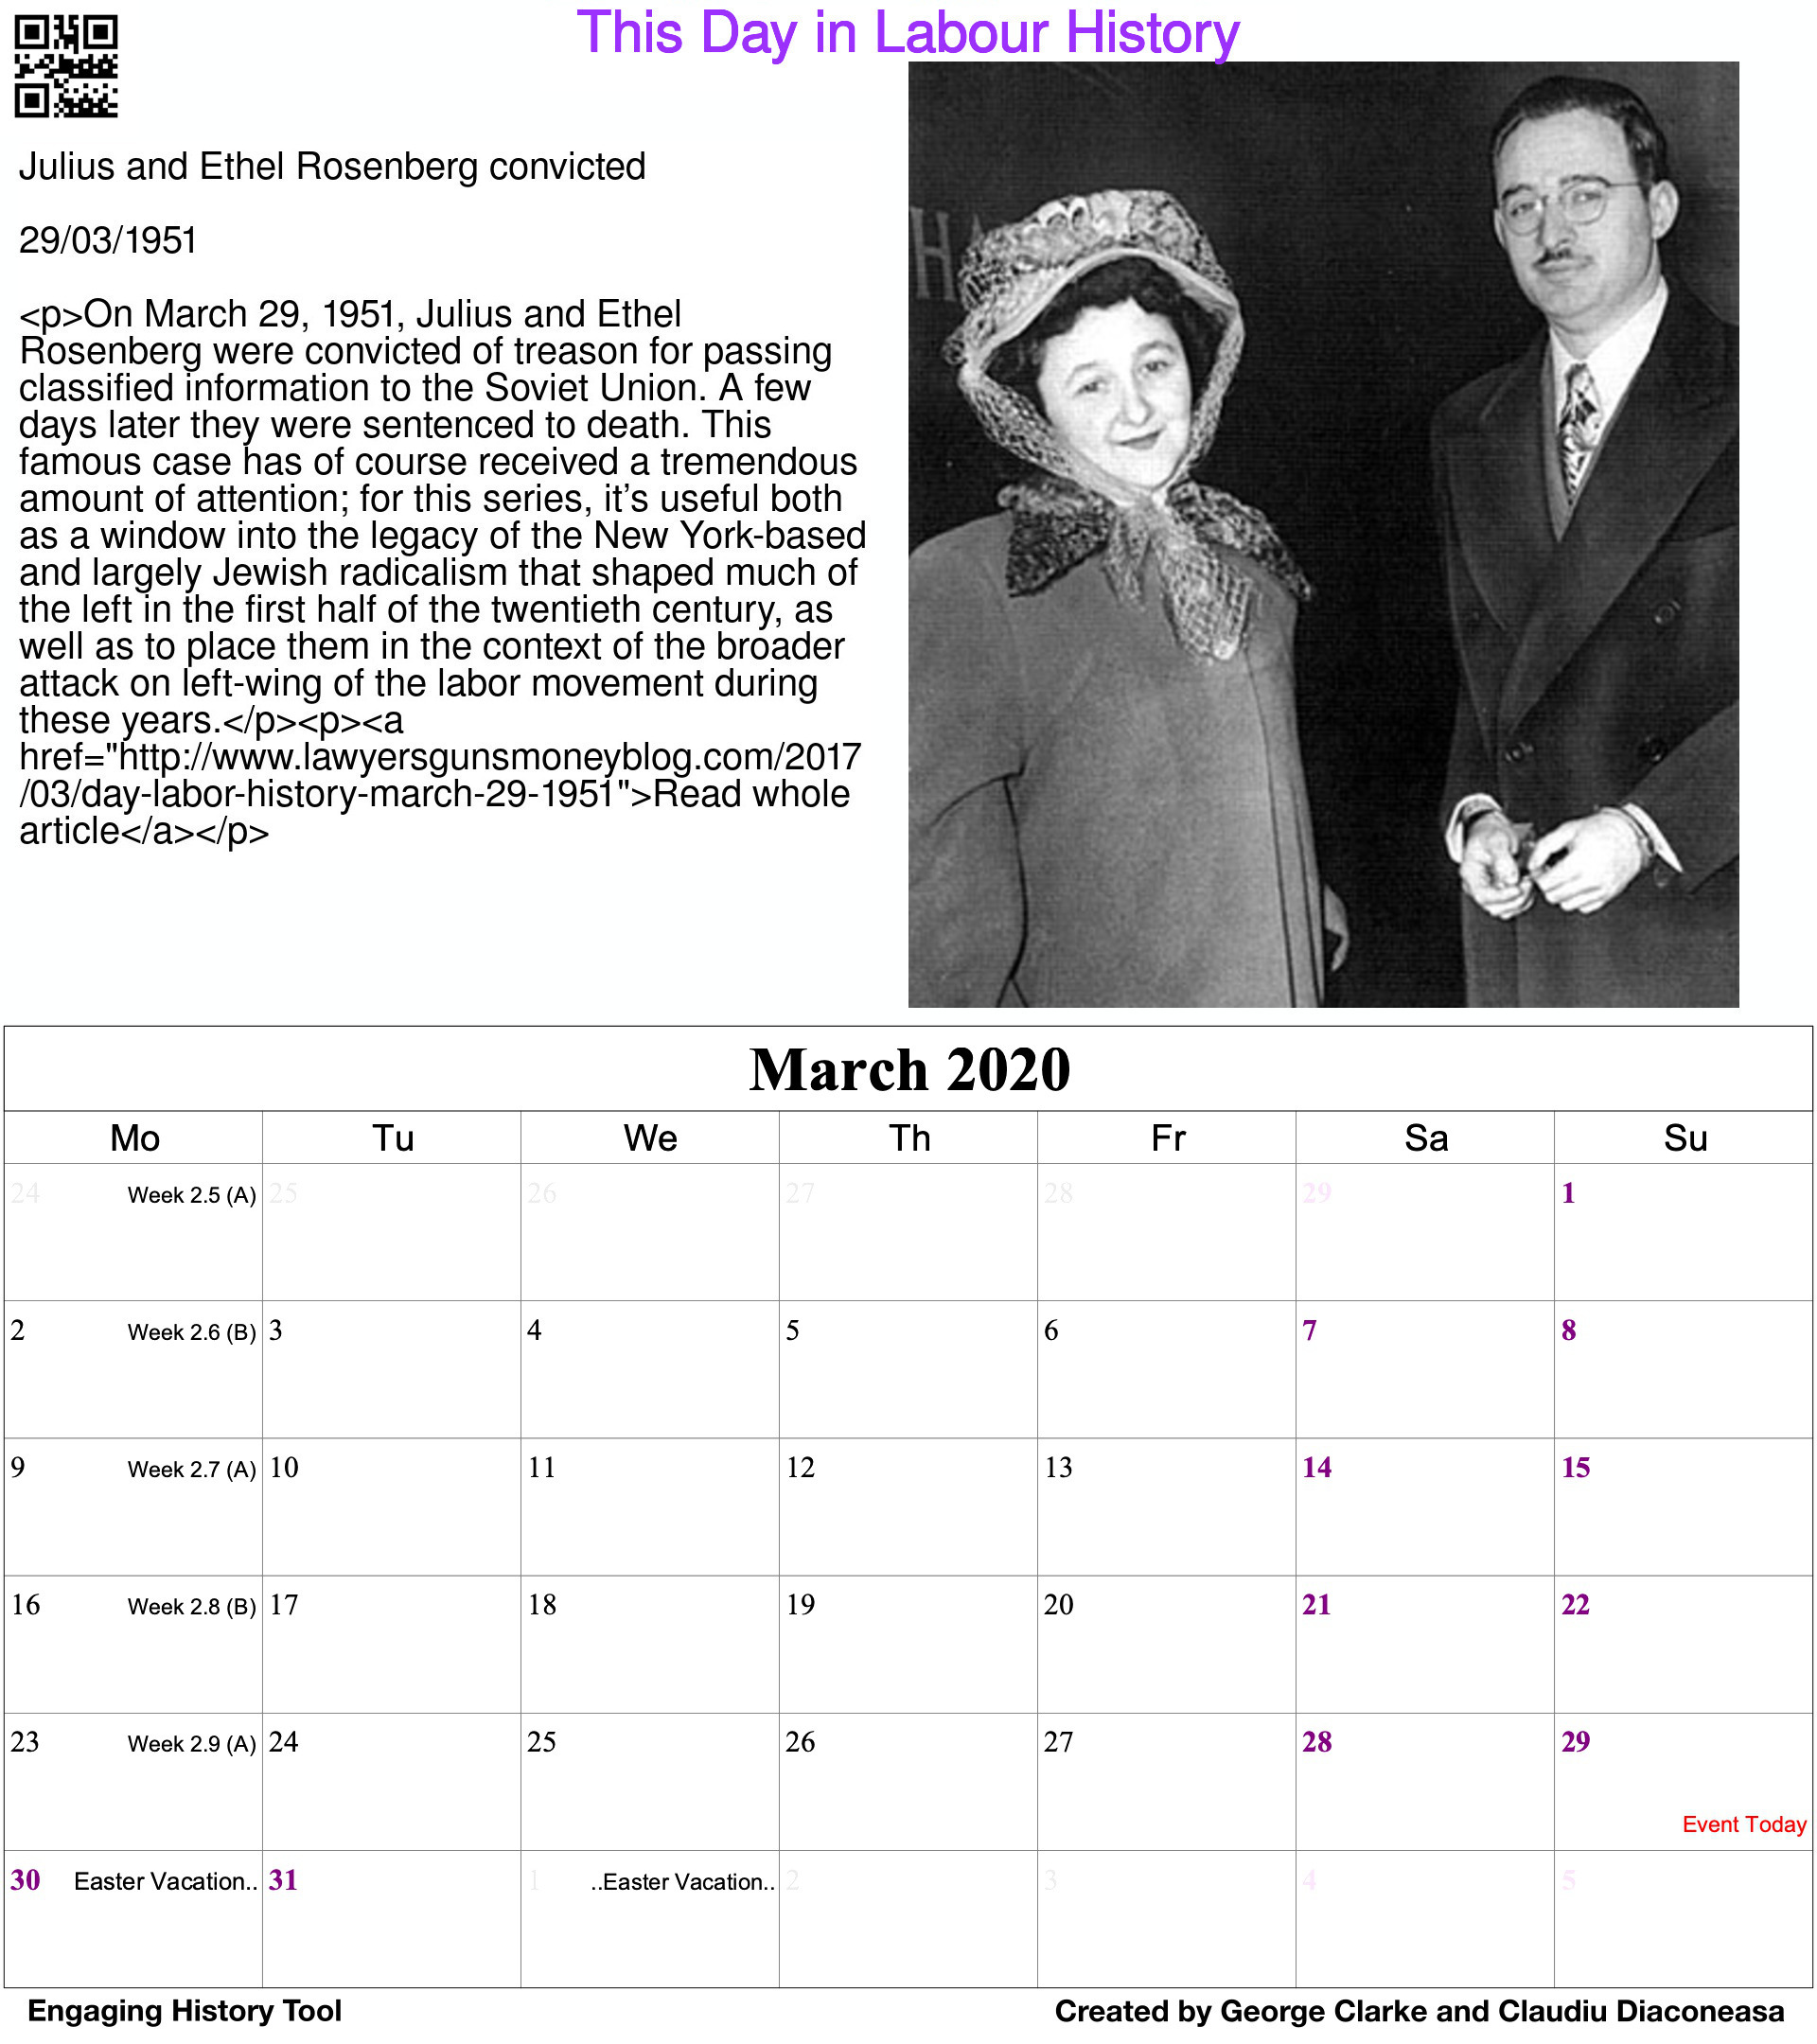 This Day in Labour History
Julius and Ethel Rosenberg convicted
29/03/1951
<p>On March 29, 1951, Julius and Ethel
Rosenberg were convicted of treason for passing
classified information to the Soviet Union. A few
days later they were sentenced to death. This
famous case has of course received a tremendous
amount of attention; for this series, it’s useful both
as a window into the legacy of the New York-based
and largely Jewish radicalism that shaped much of
the left in the first half of the twentieth century, as
well as to place them in the context of the broader
attack on left-wing of the labor movement during
these years.</p><p><a
href="http://www.lawyersgunsmoneyblog.com/2017
/03/day-labor-history-march-29-1951">Read whole
article</a></p>
March 2020
Mo Tu We Th Fr Sa Su
24 Week 2.5 (A) 25 26 27 28 29 1
2 Week 2.6 (B) 3 4 5 6 7 8
9 Week 2.7 (A) 10 11 12 13 14 15
16 Week 2.8 (B) 17 18 19 20 21 22
23 Week 2.9 (A) 24 25 26 27 28 29
Event Today
30 Easter Vacation.. 31 1 ..Easter Vacation.. 2 3 4 5
Engaging History Tool Created by George Clarke and Claudiu Diaconeasa